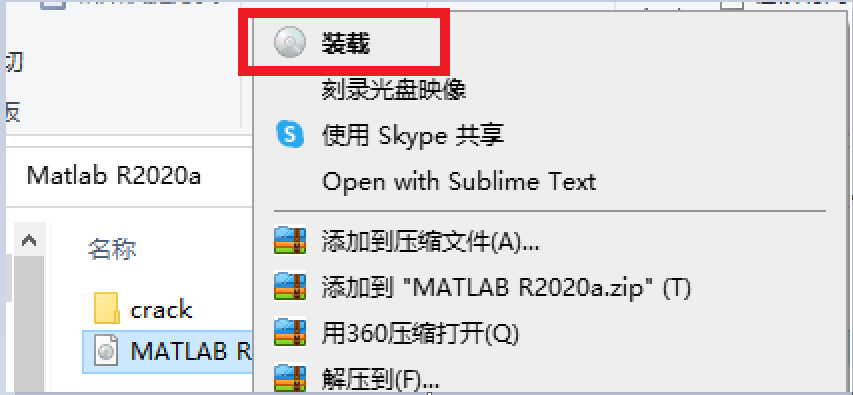 装载
切
刻录光盘映像
板
使用 Skype 共享
Matlab R2020a
Open with Sublime Text
名称
添加到压缩文件(A)...
添加到 "MATLAB R2020a.zip" (T)
crack
用360压缩打开(Q)
MATLAB R
解压到(F)...